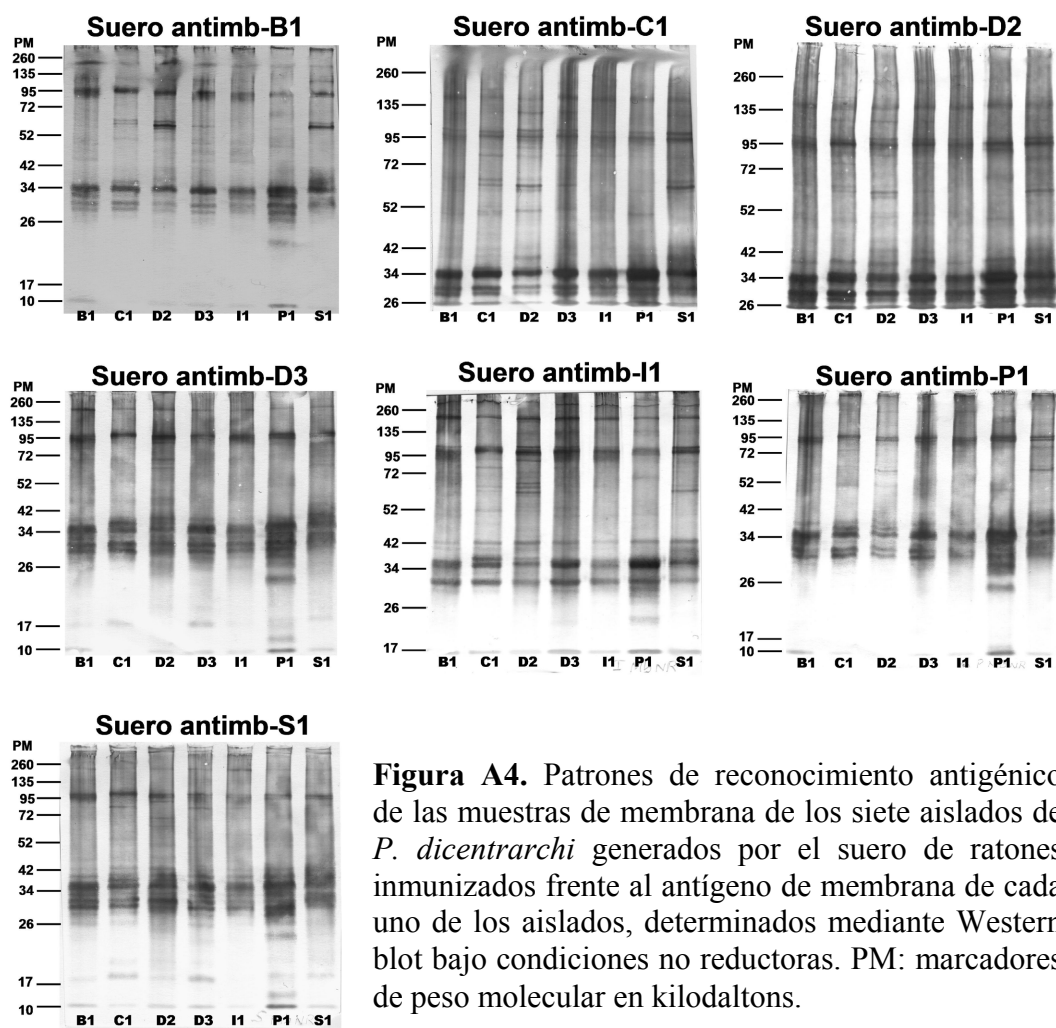 Suero antimb-B1
PM
260
135
95
72
52
42
34
26
17
10
B1 C1 D2 D3 I1 P1 S1
Suero antimb-C1
PM
260
135
95
72
52
42
34
26
B1 C1 D2 D3 I1 P1 S1
Suero antimb-D2
PM
260
135
95
72
52
42
34
26
B1 C1 D2 D3 I1 P1 S1
Suero antimb-D3
PM
260
135
95
72
52
42
34
26
17
10
B1 C1 D2 D3 I1 P1 S1
Suero antimb-I1
PM
260
135
95
72
52
42
34
26
17
B1 C1 D2 D3 I1 P1 S1
Suero antimb-P1
PM
260
135
95
72
52
42
34
26
17
10
B1 C1 D2 D3 I1 P1 S1
Suero antimb-S1
PM
260
135
95
72
52
42
34
26
17
10
B1 C1 D2 D3 I1 P1 S1
Figura A4. Patrones de reconocimiento antigénico
de las muestras de membrana de los siete aislados de
P. dicentrarchi generados por el suero de ratones
inmunizados frente al antígeno de membrana de cada
uno de los aislados, determinados mediante Western
blot bajo condiciones no reductoras. PM: marcadores
de peso molecular en kilodaltons.